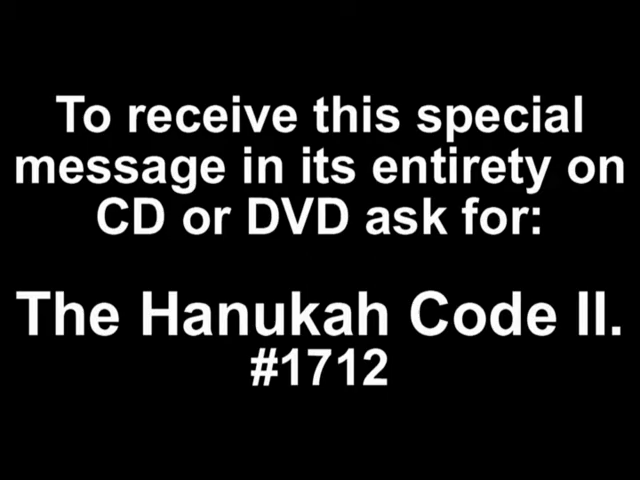 To receive this special
message in its entirety on
CD or DVD ask for:
The Hanukah Code II.
#1712